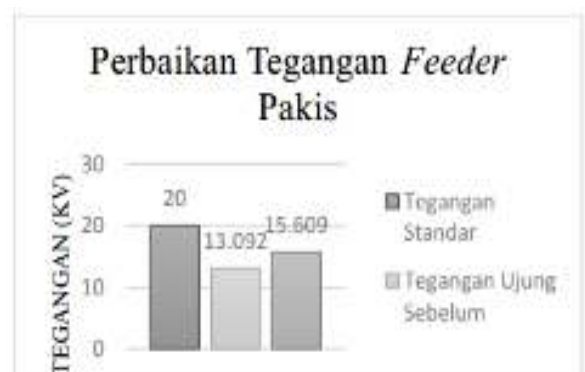 Perbaikan Tegangan Feeder
Pakis
TEGANGAN (KV)
30
20
10
0
20
13.092
15.609
Tegangan
Standar
Tegangan Ujung
Sebelum